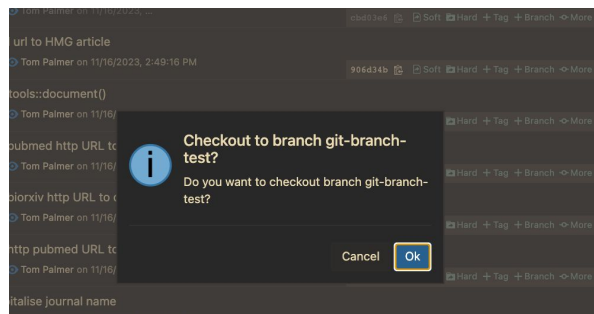 Tom Palmer on 11/16/2023, ...
cbd03e6 Soft Hard + Tag + Branch More
url to HMG article
Tom Palmer on 11/16/2023, 2:49:16 PM
906d34b Soft Hard + Tag + Branch More
tools::document()
Tom Palmer on 11/16/
Hard + Tag + Branch More
pubmed http URL to
Tom Palmer on 11/16/
Hard + Tag + Branch More
biorxiv http URL to
Tom Palmer on 11/16/
Hard + Tag + Branch More
http pubmed URL to
Tom Palmer on 11/16/
Hard + Tag + Branch More
italise journal name
i
Checkout to branch git-branch-
test?
Do you want to checkout branch git-branch-
test?
Cancel Ok